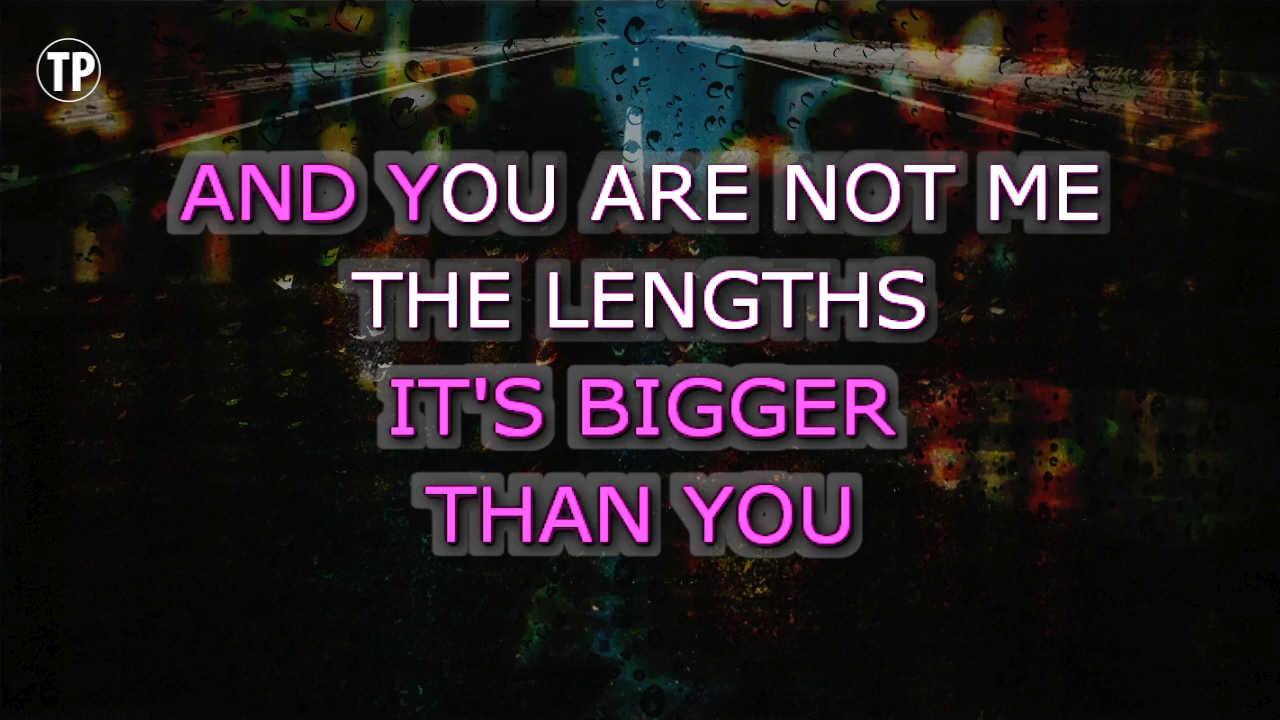 TP
AND YOU ARE NOT ME
THE LENGTHS
IT'S BIGGER
THAN YOU